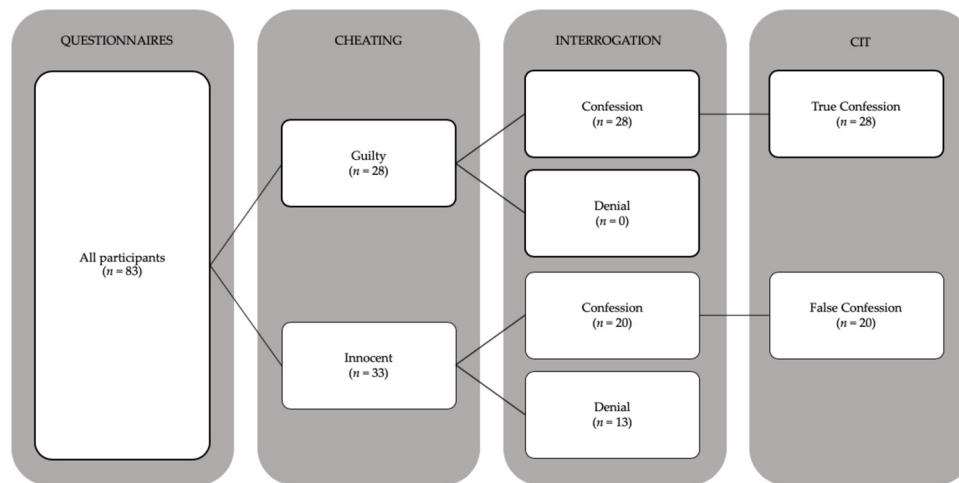 QUESTIONNAIRES
CHEATING
INTERROGATION
CIT
All participants
(n = 83)
Guilty
(n = 28)
Innocent
(n = 33)
Confession
(n = 28)
Denial
(n = 0)
Confession
(n = 20)
Denial
(n = 13)
True Confession
(n = 28)
False Confession
(n = 20)